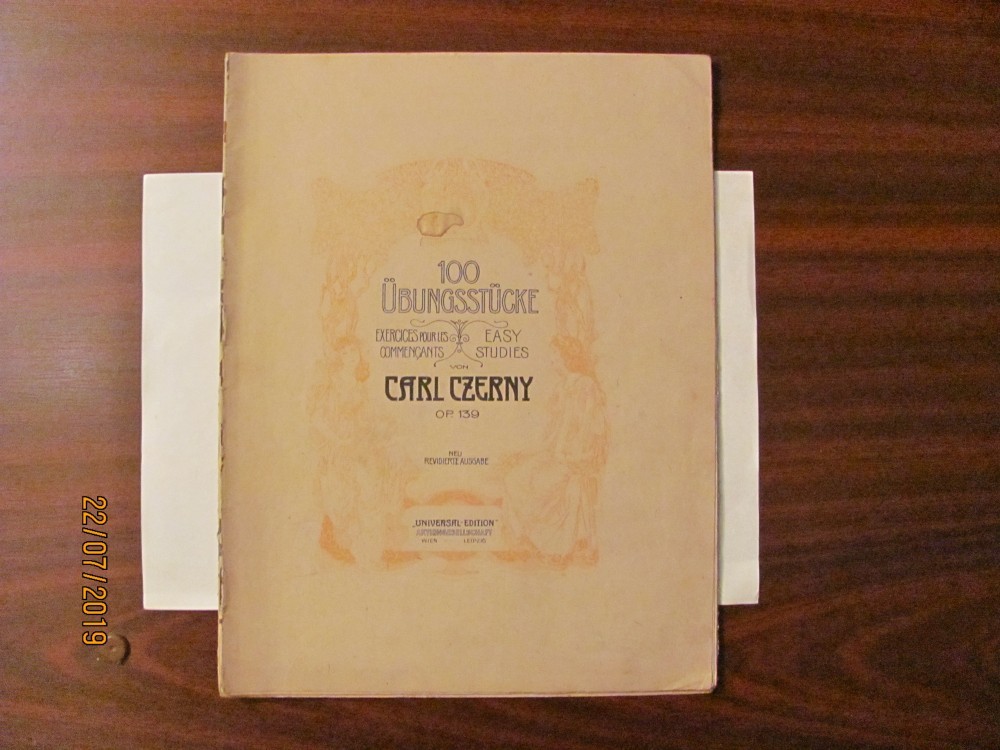 100
ÜBUNGSSTÜCKE
EXERCICES POUR LES
COMMENÇANTS
EASY
STUDIES
VON
CARL CZERNY
OP. 139
NEU
REVIDIERTE AUSGABE
„UNIVERSAL-EDITION"
AKTIENGESELLSCHAFT
WIEN LEIPZIG
22/07/2019